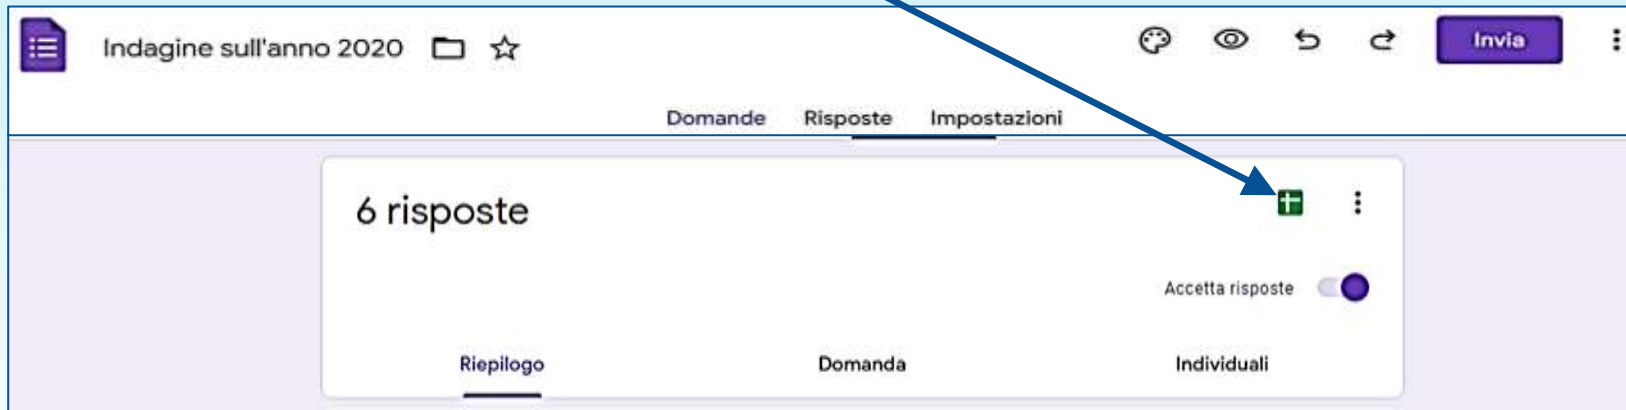 Indagine sull'anno 2020
Invia
Domande Risposte Impostazioni
6 risposte
Accetta risposte
Riepilogo Domanda Individuali